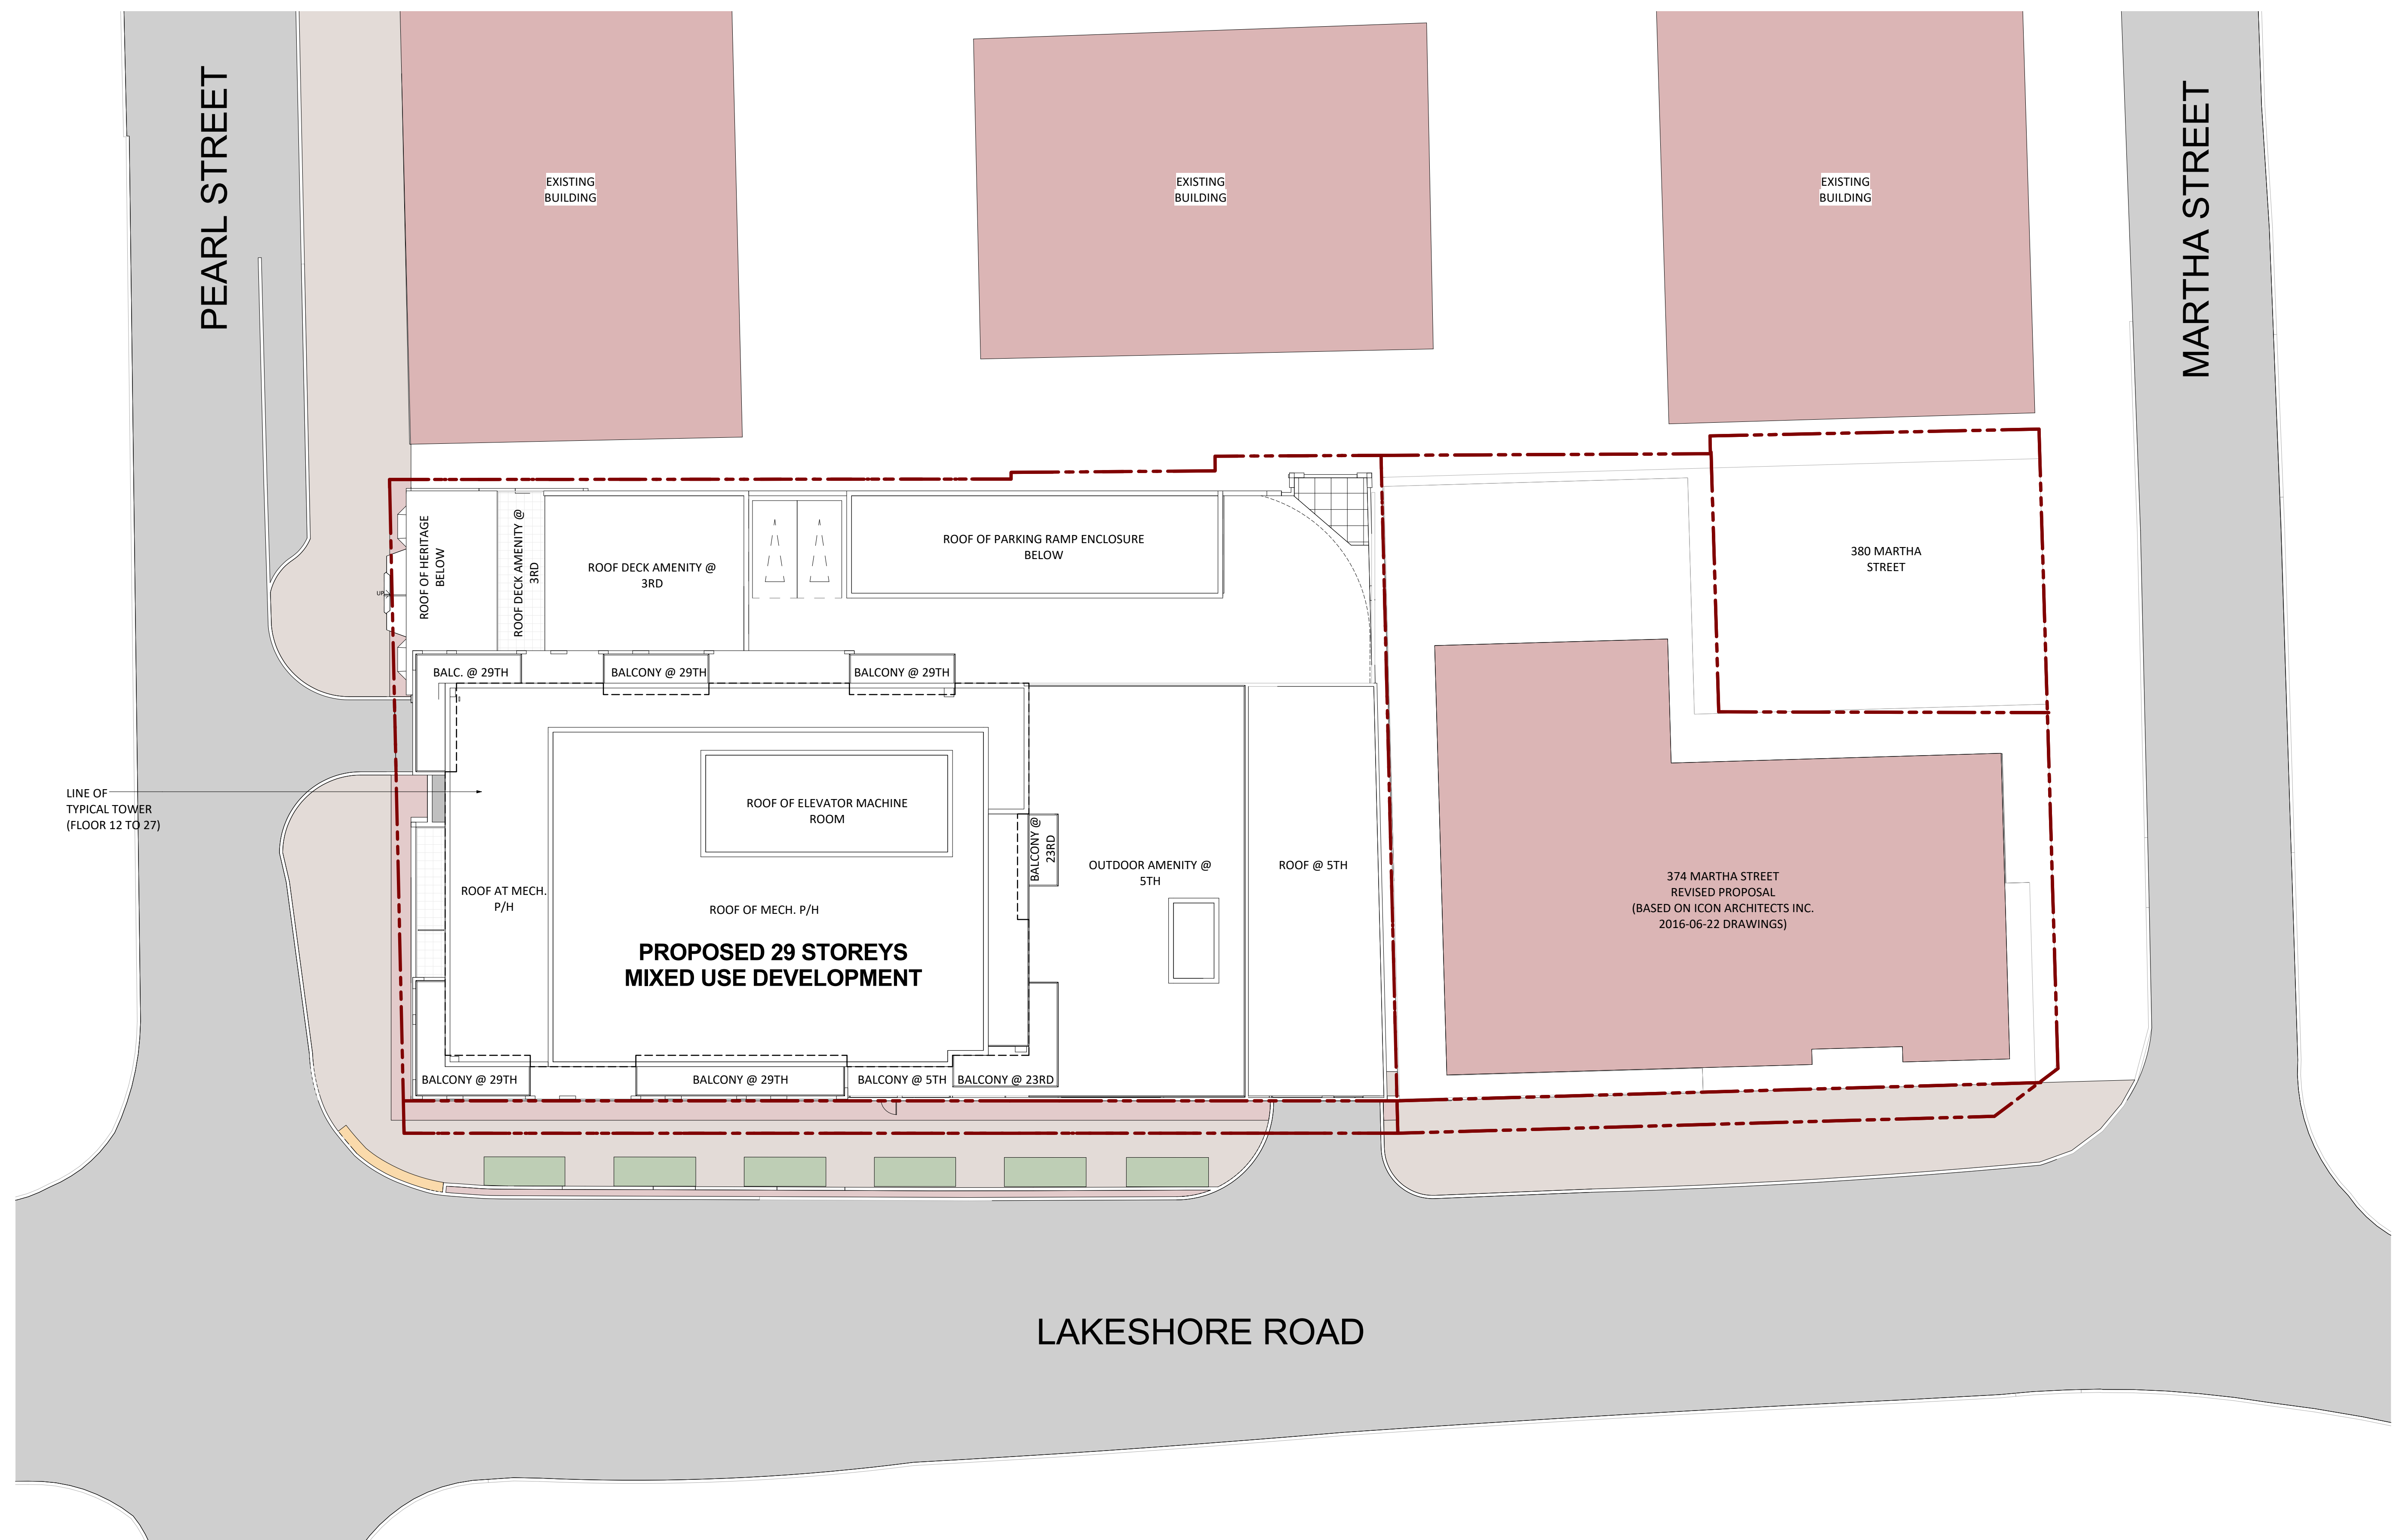 PEARL STREET
MARTHA STREET
EXISTING
BUILDING
EXISTING
BUILDING
EXISTING
BUILDING
ROOF OF HERITAGE
BELOW
ROOF DECK AMENITY @
3RD
ROOF DECK AMENITY @
3RD
ROOF OF PARKING RAMP ENCLOSURE
BELOW
380 MARTHA
STREET
UP
BALC. @ 29TH
BALCONY @ 29TH
BALCONY @ 29TH
LINE OF
TYPICAL TOWER
(FLOOR 12 TO 27)
ROOF OF ELEVATOR MACHINE
ROOM
BALCONY @
23RD
OUTDOOR AMENITY @
5TH
ROOF @ 5TH
ROOF AT MECH.
P/H
ROOF OF MECH. P/H
PROPOSED 29 STOREYS
MIXED USE DEVELOPMENT
374 MARTHA STREET
REVISED PROPOSAL
(BASED ON ICON ARCHITECTS INC.
2016-06-22 DRAWINGS)
BALCONY @ 29TH
BALCONY @ 29TH
BALCONY @ 5TH
BALCONY @ 23RD
LAKESHORE ROAD